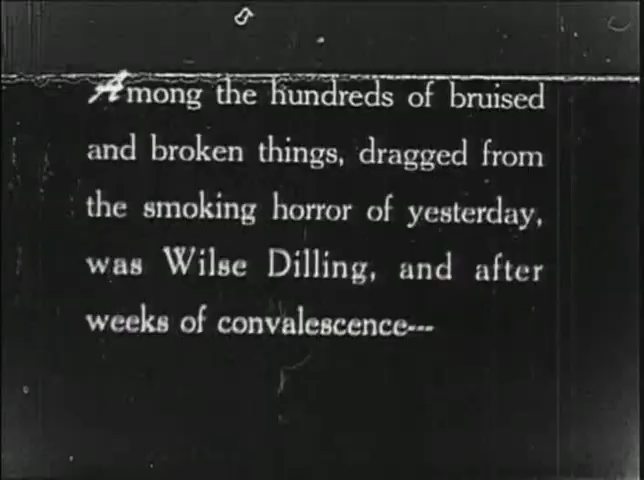 Among the hundreds of bruised
and broken things, dragged from
the smoking horror of yesterday,
was Wilse Dilling, and after
weeks of convalescence---